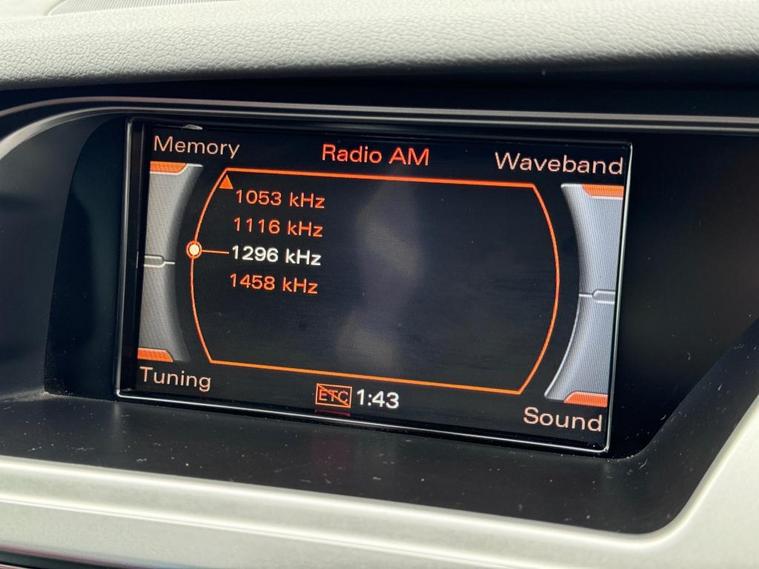 Memory
Radio AM
Waveband
1053 kHz
1116 kHz
1296 kHz
1458 kHz
Tuning
ETC 1:43
Sound